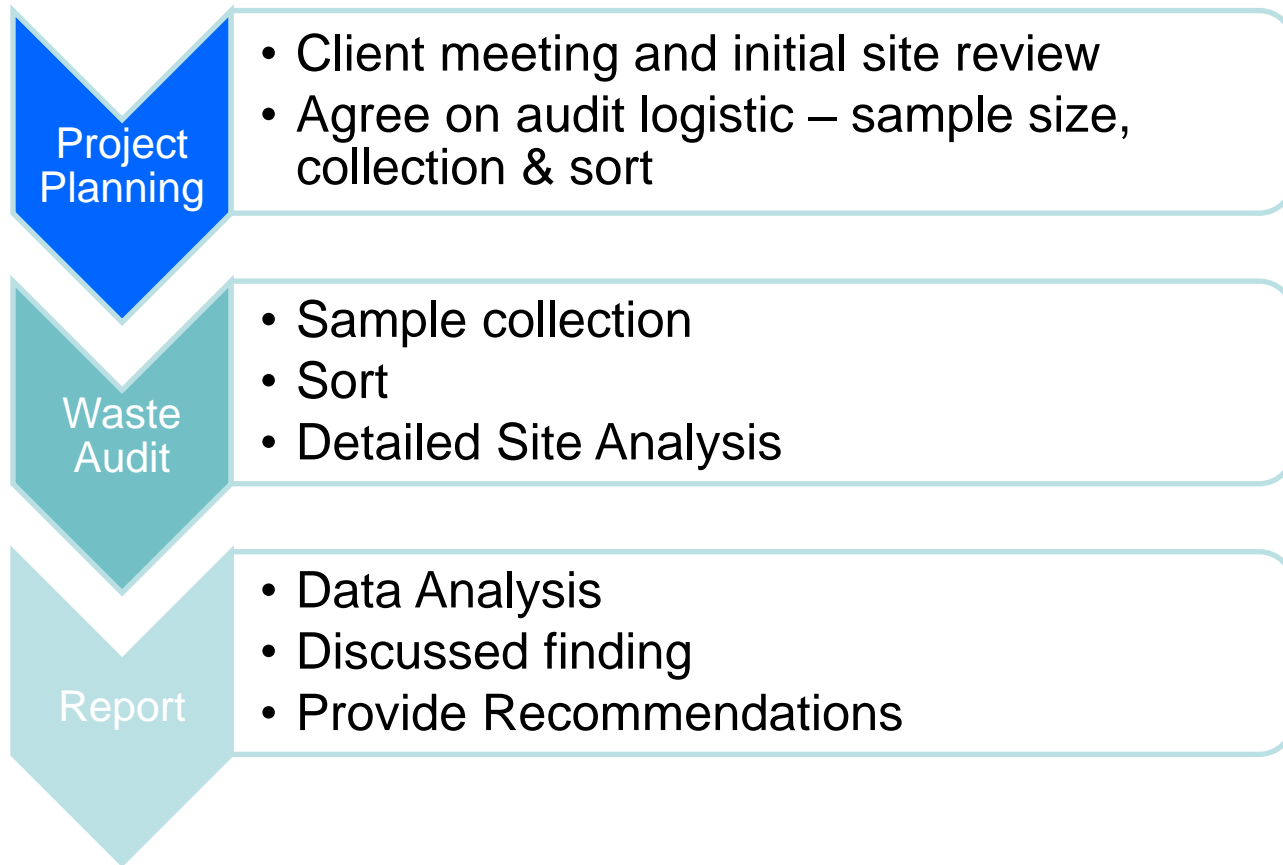 Project
Planning
• Client meeting and initial site review
• Agree on audit logistic – sample size,
collection & sort
Waste
Audit
• Sample collection
• Sort
• Detailed Site Analysis
Report
• Data Analysis
• Discussed finding
• Provide Recommendations